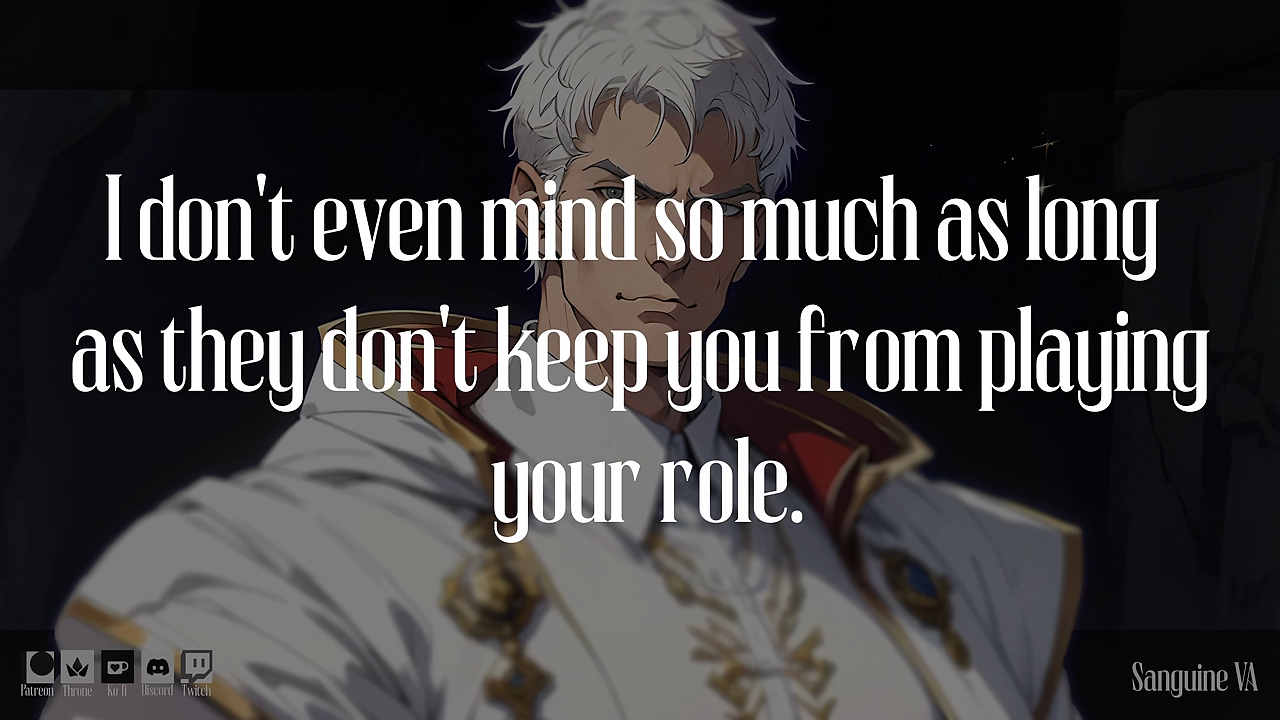 I don't even mind so much as long
as they don't keep you from playing
your role.
Patreon Throne Ko-fi Discord Twitch
Sanguine VA